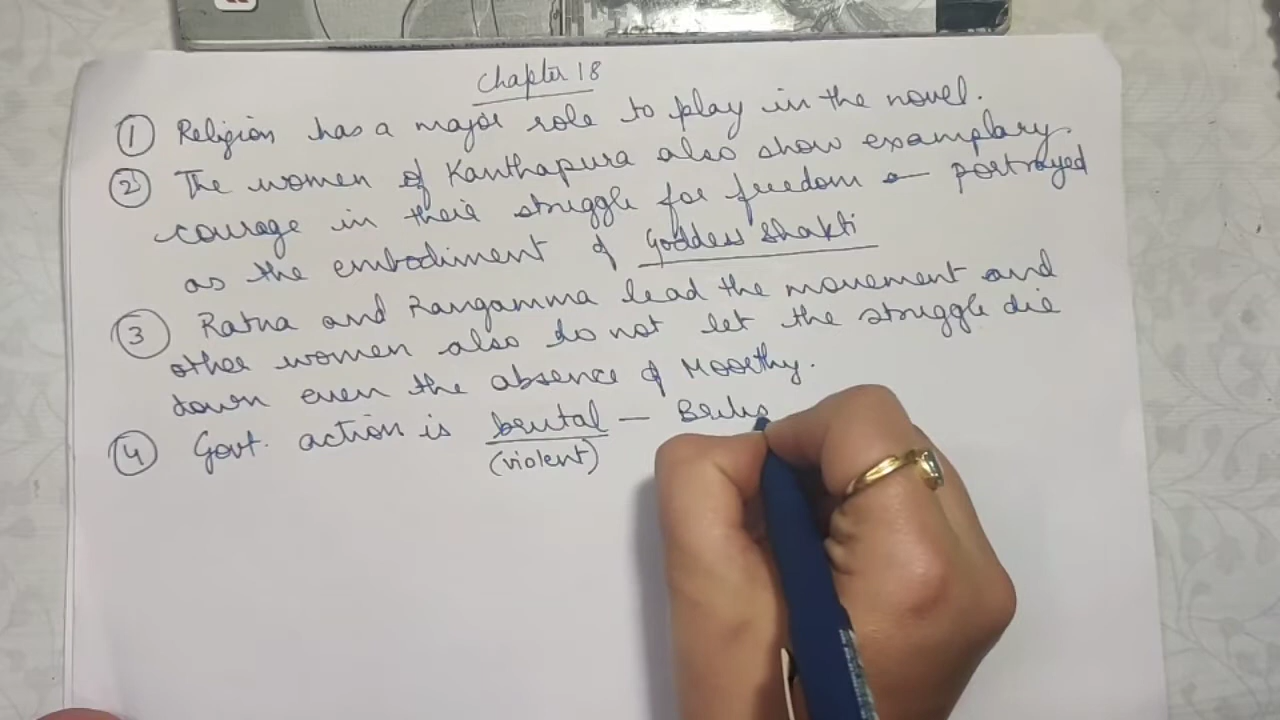 Chapter 18
① Religion has a major role to play in the novel.
② The women of Kanthapura also show examplary
courage in their struggle for freedom — portrayed
as the embodiment of Goddess Shakti
③ Ratna and Rangamma lead the movement and
other women also do not let the struggle die
down even the absence of Moorthy.
④ Govt. action is brutal —
(violent)